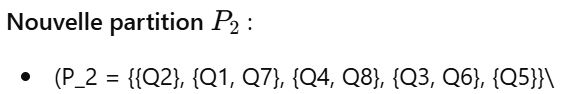 Nouvelle partition P₂ :
• (P_2 = {{Q2}, {Q1, Q7}, {Q4, Q8}, {Q3, Q6}, {Q5}}\